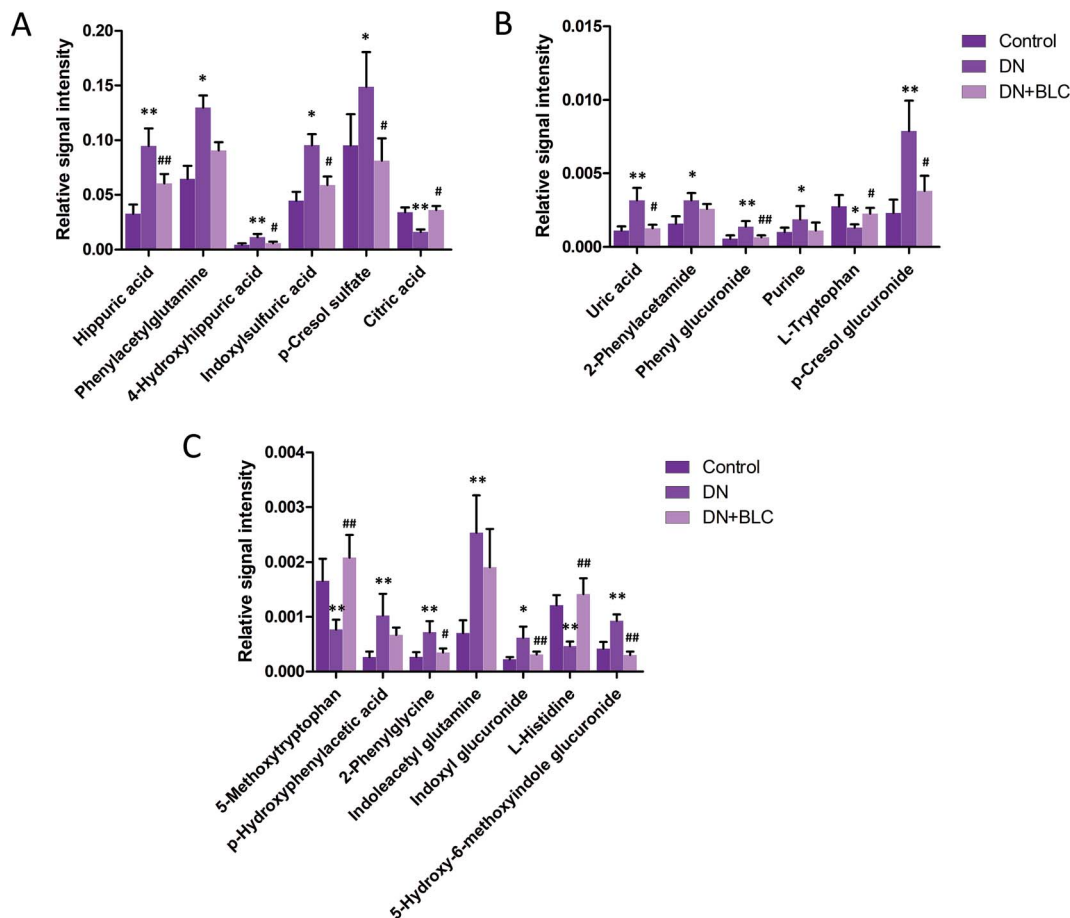 A
Relative signal intensity
0.20
0.15
0.10
0.05
0.00
** ## * ** # * # * # ** #
Hippuric acid
Phenylacetylglutamine
4-Hydroxyhippuric acid
Indoxylsulfuric acid
p-Cresol sulfate
Citric acid
B
Relative signal intensity
0.015
0.010
0.005
0.000
** # * ** ## * * # ** #
Uric acid
2-Phenylacetamide
Phenyl glucuronide
Purine
L-Tryptophan
p-Cresol glucuronide
Control
DN
DN+BLC
C
Relative signal intensity
0.004
0.003
0.002
0.001
0.000
** ## ** ** # ** * ## ** ## ** ##
5-Methoxytryptophan
p-Hydroxyphenylacetic acid
2-Phenylglycine
Indoleacetyl glutamine
Indoxyl glucuronide
L-Histidine
5-Hydroxy-6-methoxyindole glucuronide
Control
DN
DN+BLC